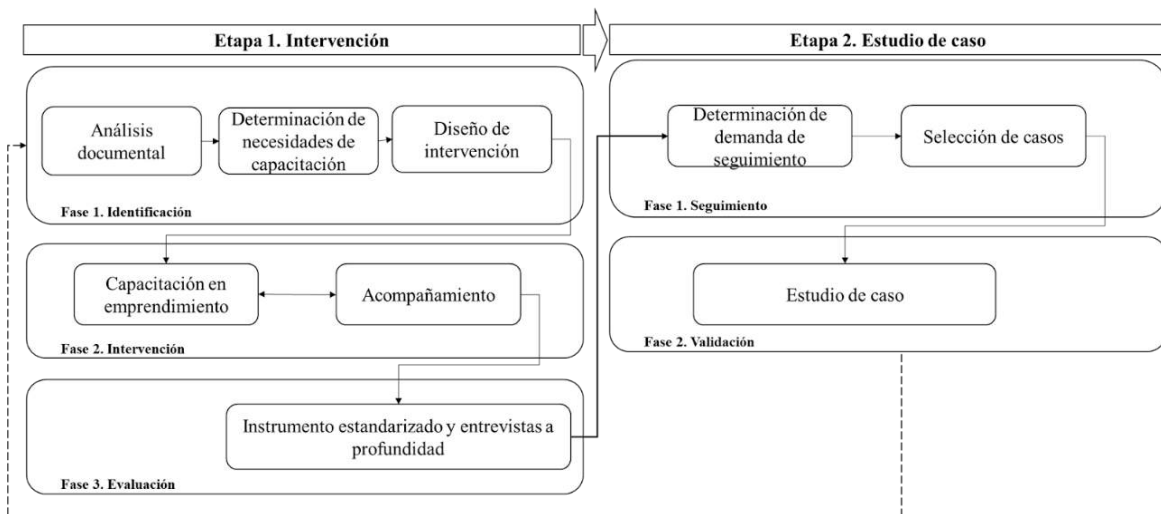 Etapa 1. Intervención
Etapa 2. Estudio de caso
Análisis
documental
Determinación de
necesidades de
capacitación
Diseño de
intervención
Fase 1. Identificación
Capacitación en
emprendimiento
Acompañamiento
Fase 2. Intervención
Instrumento estandarizado y entrevistas a
profundidad
Fase 3. Evaluación
Determinación de
demanda de
seguimiento
Selección de casos
Fase 1. Seguimiento
Estudio de caso
Fase 2. Validación